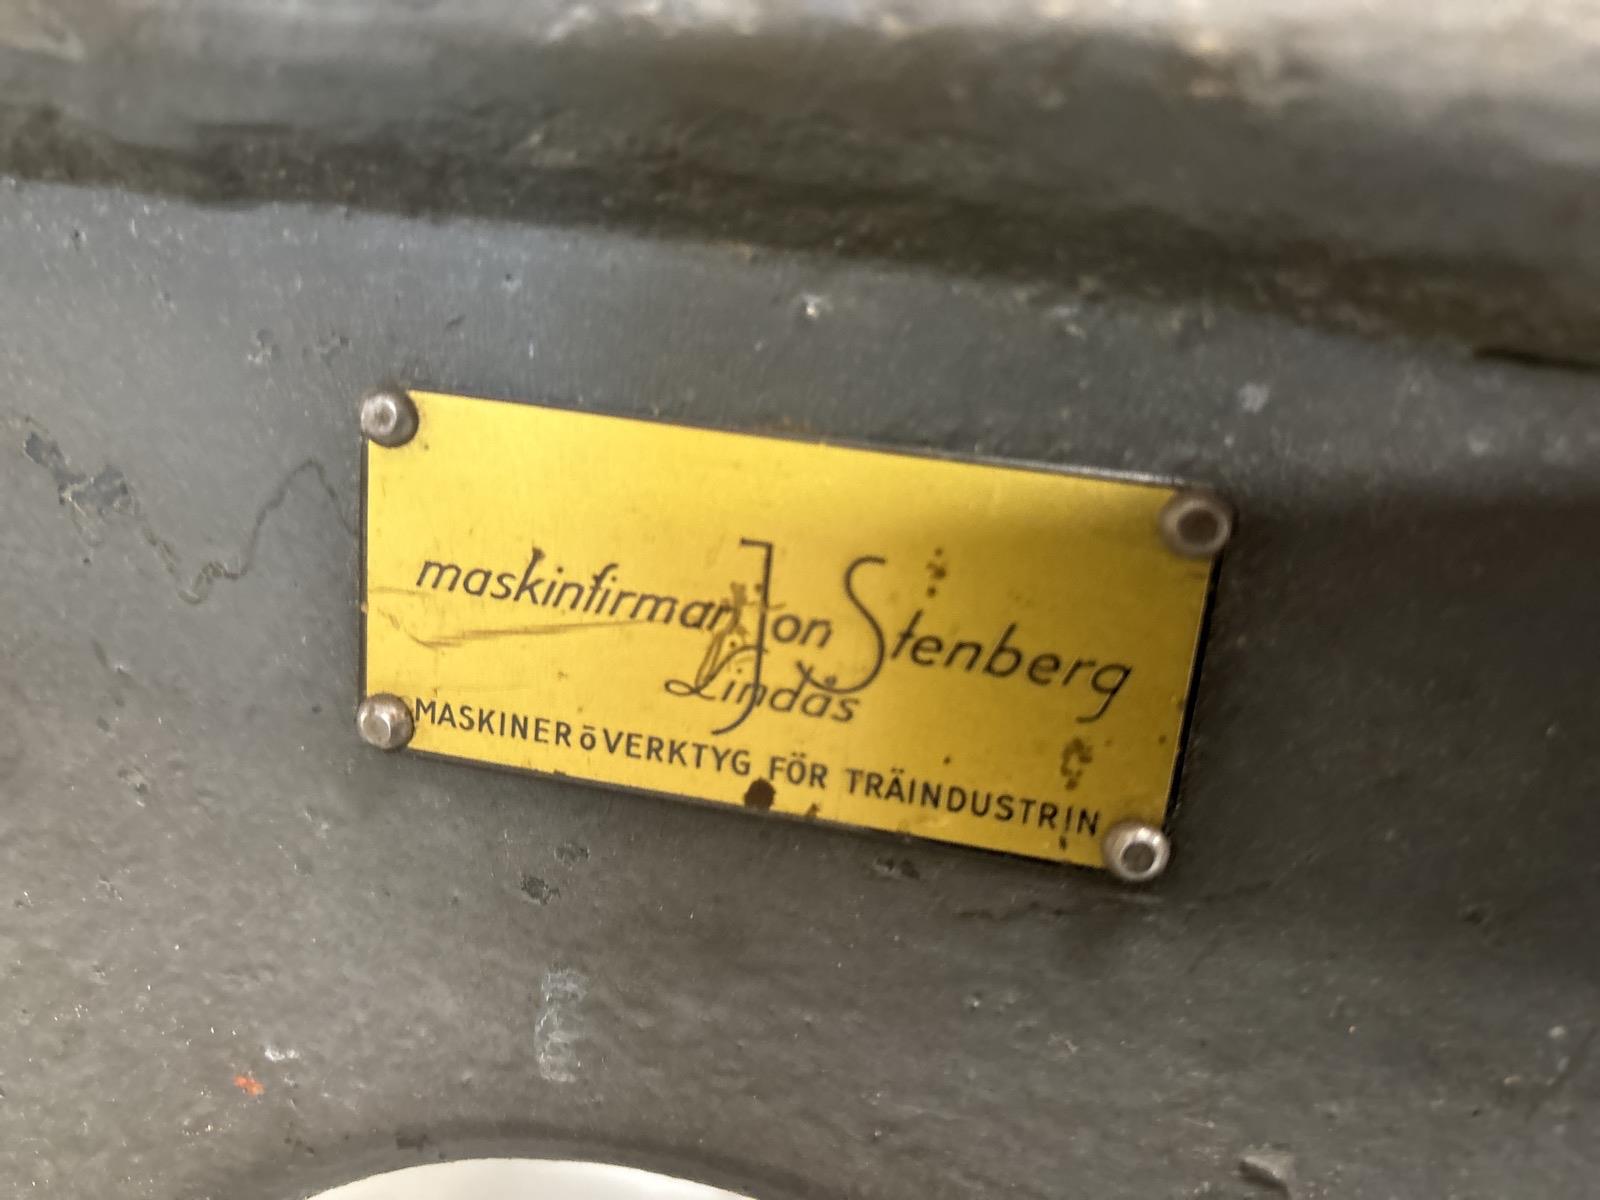 maskinfirman Jon Stenberg
Lindås
MASKINER ō VERKTYG FÖR TRÄINDUSTRIN